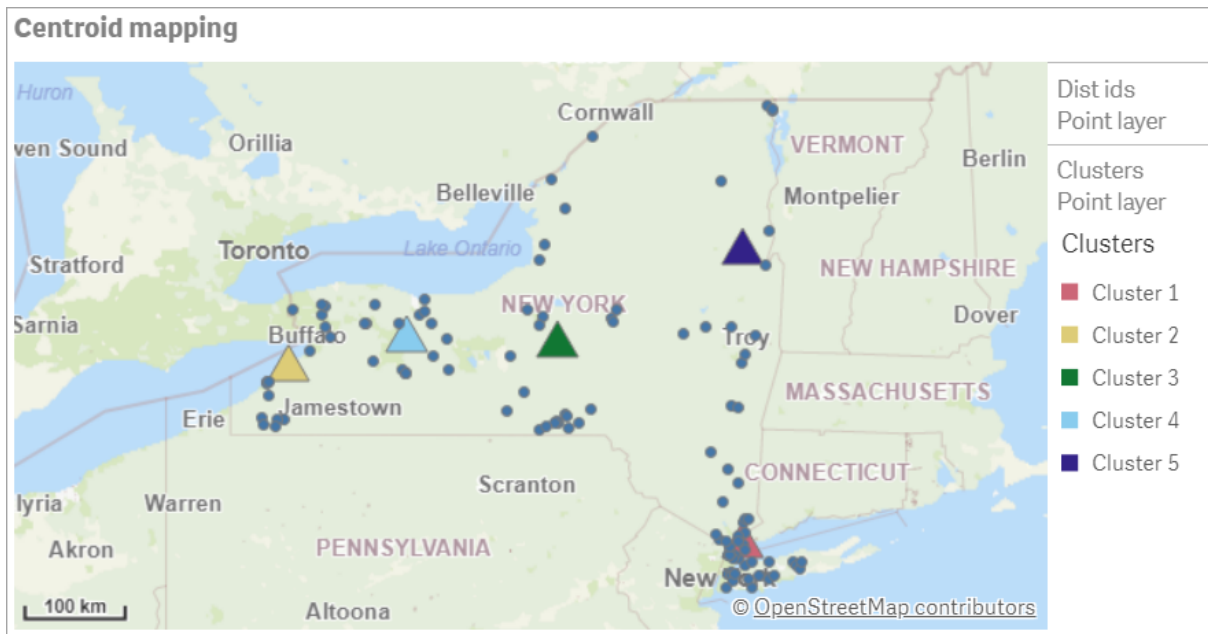 Centroid mapping
Huron
Cornwall
Dist ids
Point layer
wen Sound
Orillia
VERMONT
Berlin
Clusters
Point layer
Belleville
Montpelier
Toronto
Lake Ontario
Clusters
Stratford
NEW HAMPSHIRE
Cluster 1
NEW YORK
Sarnia
Buffalo
Dover
Cluster 2
Troy
Cluster 3
MASSACHUSETTS
Erie
Jamestown
Cluster 4
Cluster 5
CONNECTICUT
Scranton
lyria
Warren
Akron
PENNSYLVANIA
New York
100 km
Altoona
© OpenStreetMap contributors